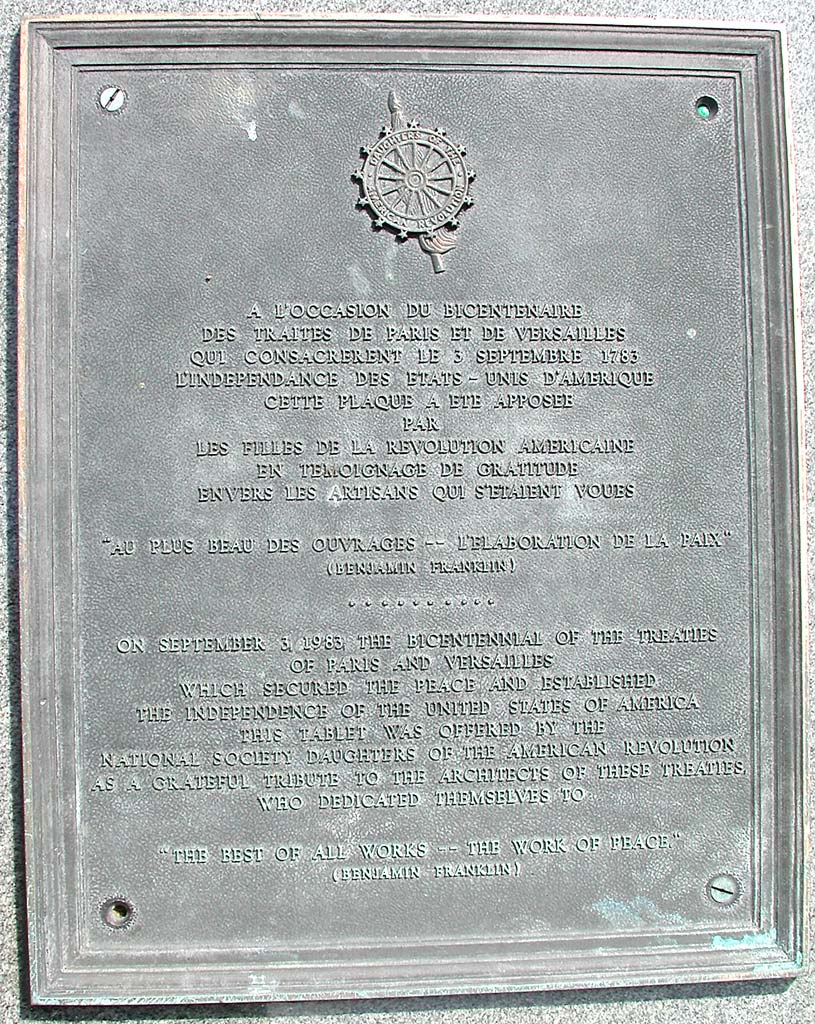 DAUGHTERS OF THE
AMERICAN REVOLUTION
A L'OCCASION DU BICENTENAIRE
DES TRAITES DE PARIS ET DE VERSAILLES
QUI CONSACRERENT LE 3 SEPTEMBRE 1783
L'INDEPENDANCE DES ETATS-UNIS D'AMERIQUE
CETTE PLAQUE A ETE APPOSEE
PAR
LES FILLES DE LA REVOLUTION AMERICAINE
EN TEMOIGNAGE DE GRATITUDE
ENVERS LES ARTISANS QUI S'ETAIENT VOUES
"AU PLUS BEAU DES OUVRAGES -- L'ELABORATION DE LA PAIX"
(BENJAMIN FRANKLIN)
ON SEPTEMBER 3, 1983, THE BICENTENNIAL OF THE TREATIES
OF PARIS AND VERSAILLES
WHICH SECURED THE PEACE AND ESTABLISHED
THE INDEPENDENCE OF THE UNITED STATES OF AMERICA
THIS TABLET WAS OFFERED BY THE
NATIONAL SOCIETY DAUGHTERS OF THE AMERICAN REVOLUTION
AS A GRATEFUL TRIBUTE TO THE ARCHITECTS OF THESE TREATIES,
WHO DEDICATED THEMSELVES TO
"THE BEST OF ALL WORKS -- THE WORK OF PEACE."
(BENJAMIN FRANKLIN)